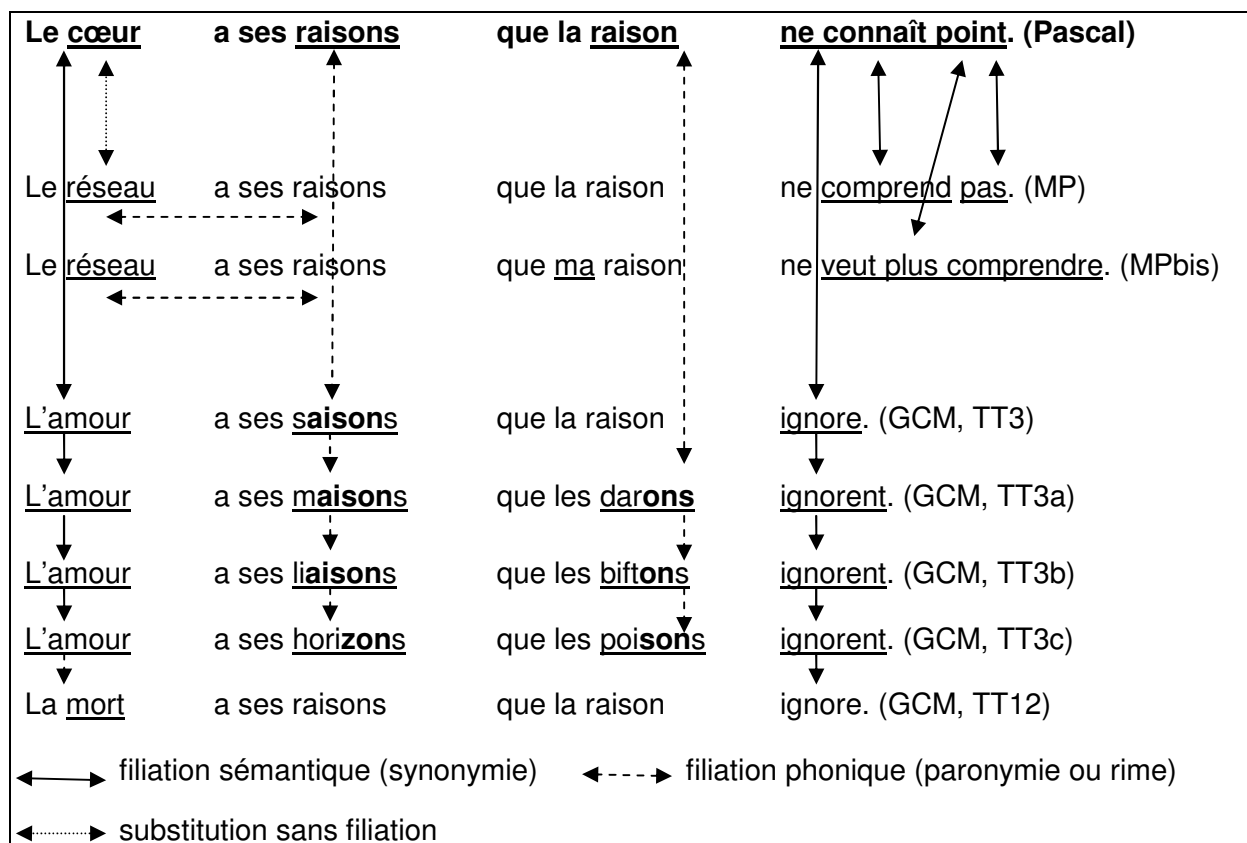 Le cœur a ses raisons que la raison ne connaît point. (Pascal)
Le réseau a ses raisons que la raison ne comprend pas. (MP)
Le réseau a ses raisons que ma raison ne veut plus comprendre. (MPbis)
L’amour a ses saisons que la raison ignore. (GCM, TT3)
L’amour a ses maisons que les darons ignorent. (GCM, TT3a)
L’amour a ses liaisons que les biftons ignorent. (GCM, TT3b)
L’amour a ses horizons que les poisons ignorent. (GCM, TT3c)
La mort a ses raisons que la raison ignore. (GCM, TT12)
filiation sémantique (synonymie) filiation phonique (paronymie ou rime)
substitution sans filiation